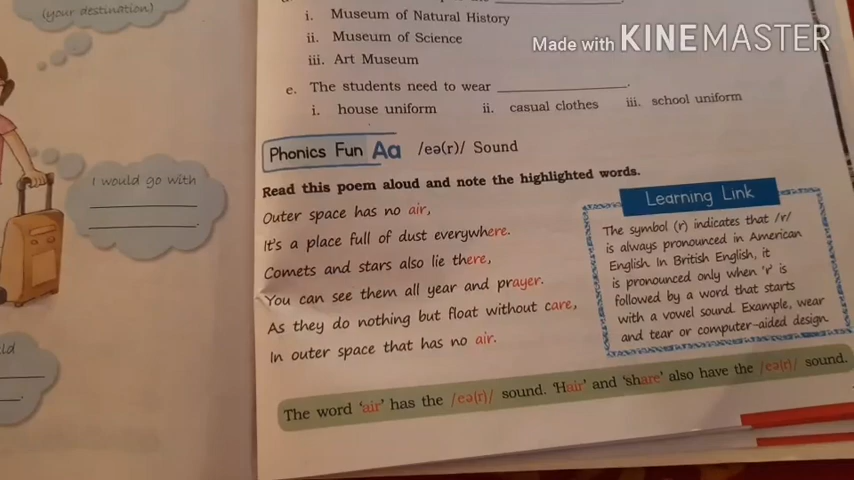 (your destination)
I would go with
i. Museum of Natural History
ii. Museum of Science
iii. Art Museum
e. The students need to wear ____________.
i. house uniform ii. casual clothes iii. school uniform
Made with KINEMASTER
Phonics Fun Aa /eə(r)/ Sound
Read this poem aloud and note the highlighted words.
Outer space has no air,
It's a place full of dust everywhere.
Comets and stars also lie there,
You can see them all year and prayer.
As they do nothing but float without care,
In outer space that has no air.
Learning Link
The symbol (r) indicates that /r/
is always pronounced in American
English. In British English, it
is pronounced only when 'r' is
followed by a word that starts
with a vowel sound. Example, wear
and tear or computer-aided design.
The word 'air' has the /eə(r)/ sound. 'Hair' and 'share' also have the /eə(r)/ sound.